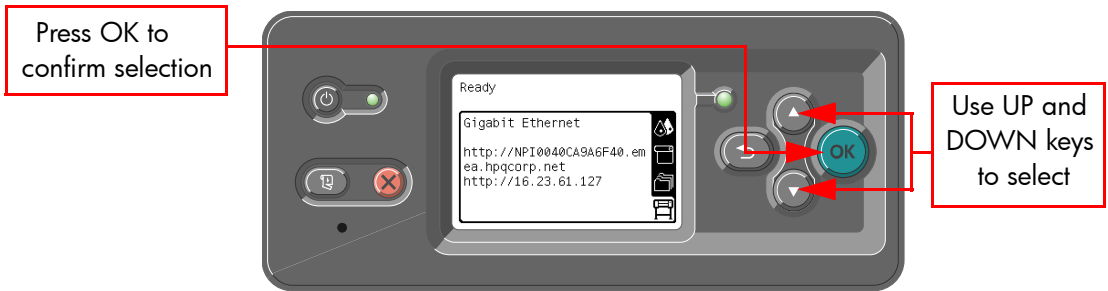 Press OK to
confirm selection
Ready
Gigabit Ethernet
http://NPI0040CA9A6F40.em
ea.hpqcorp.net
http://16.23.61.127
OK
Use UP and
DOWN keys
to select